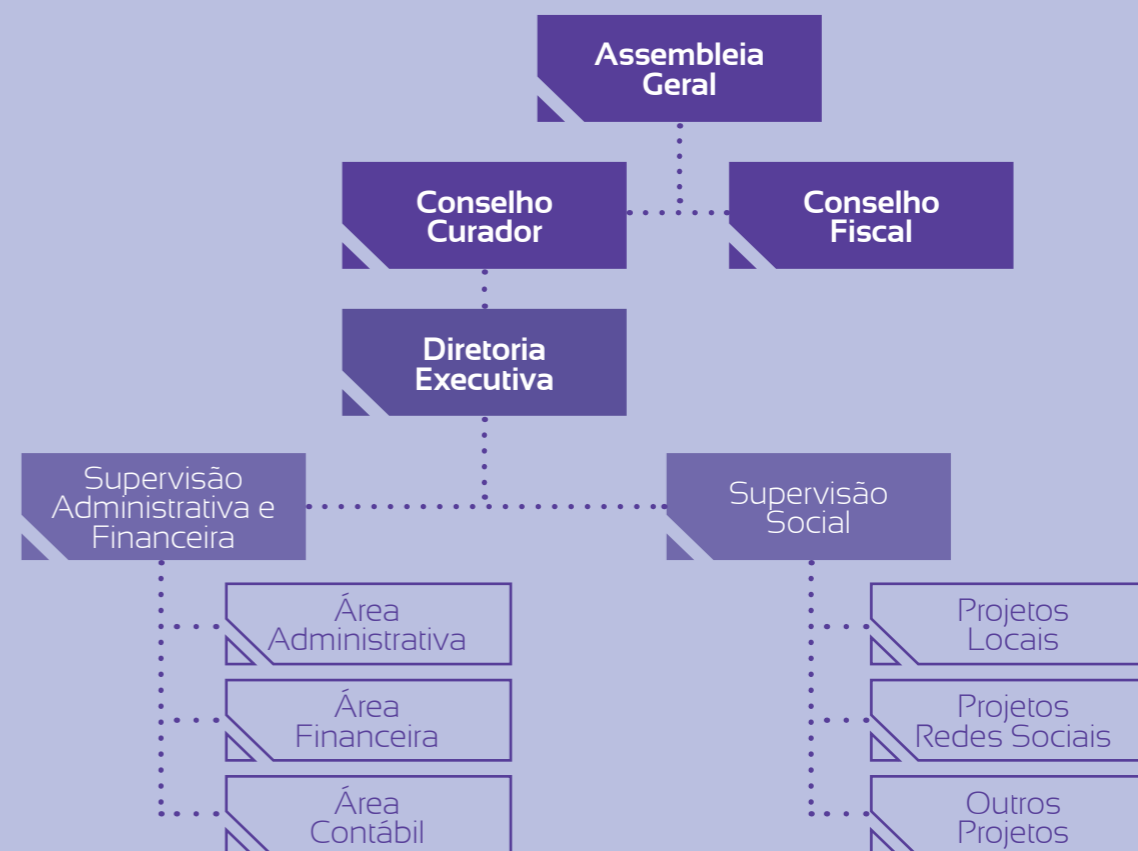 Assembleia
Geral
Conselho
Curador
Conselho
Fiscal
Diretoria
Executiva
Supervisão
Administrativa e
Financeira
Supervisão
Social
Área
Administrativa
Área
Financeira
Área
Contábil
Projetos
Locais
Projetos
Redes Sociais
Outros
Projetos